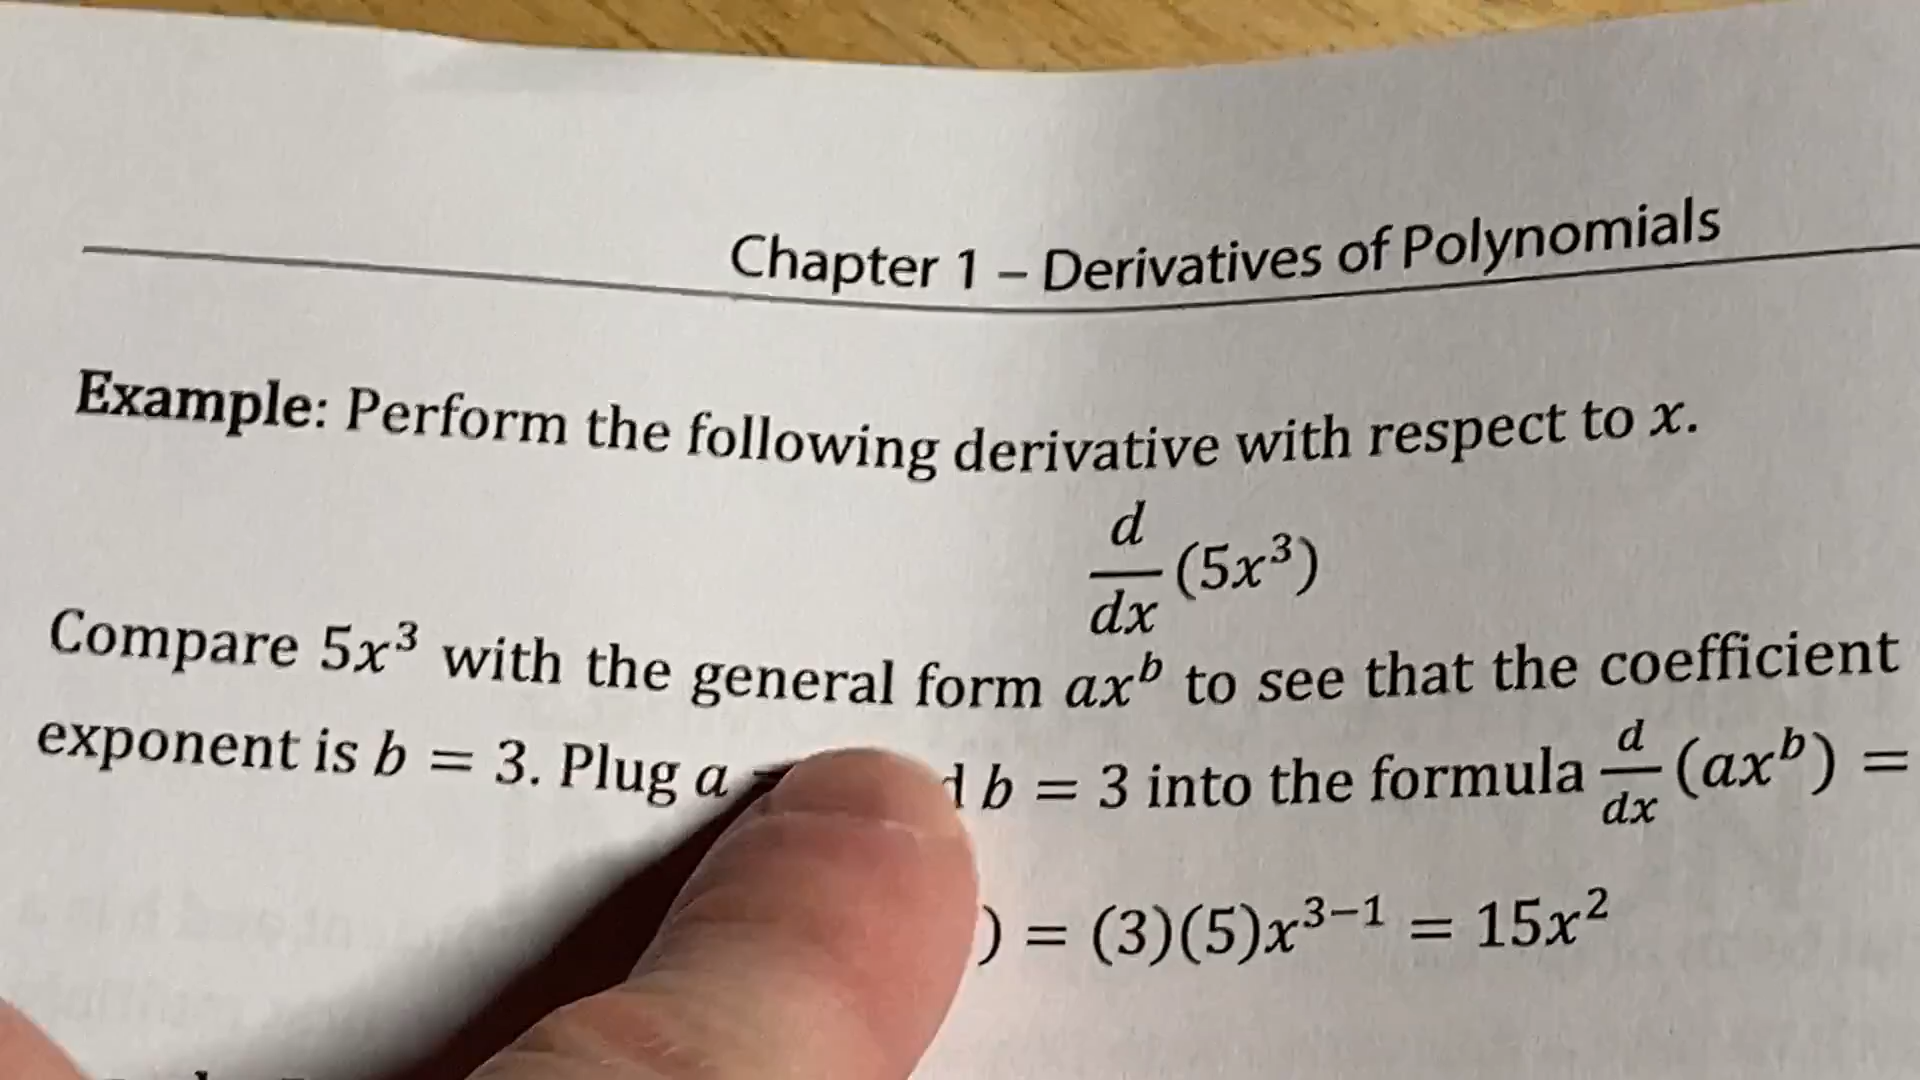 Chapter 1 – Derivatives of Polynomials
Example: Perform the following derivative with respect to x.
d/dx (5x³)
Compare 5x³ with the general form axᵇ to see that the coefficient
exponent is b = 3. Plug a b = 3 into the formula d/dx (axᵇ) =
) = (3)(5)x³⁻¹ = 15x²